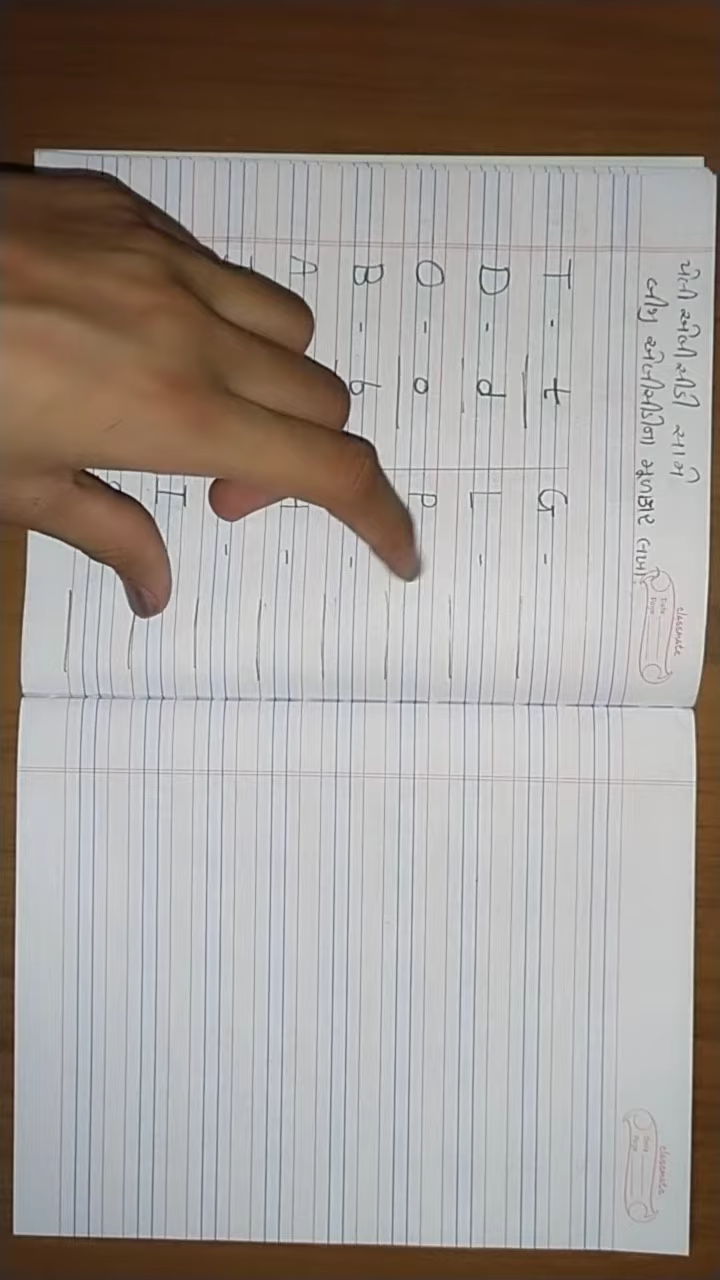 classmate
Date
Page
પેલી એબીસીડી સામે
બીજી એબીસીડીના મૂળાક્ષર લખો.
T - t G -
D - d L -
O - o P
B - b -
A -
-
I
classmate
Date
Page